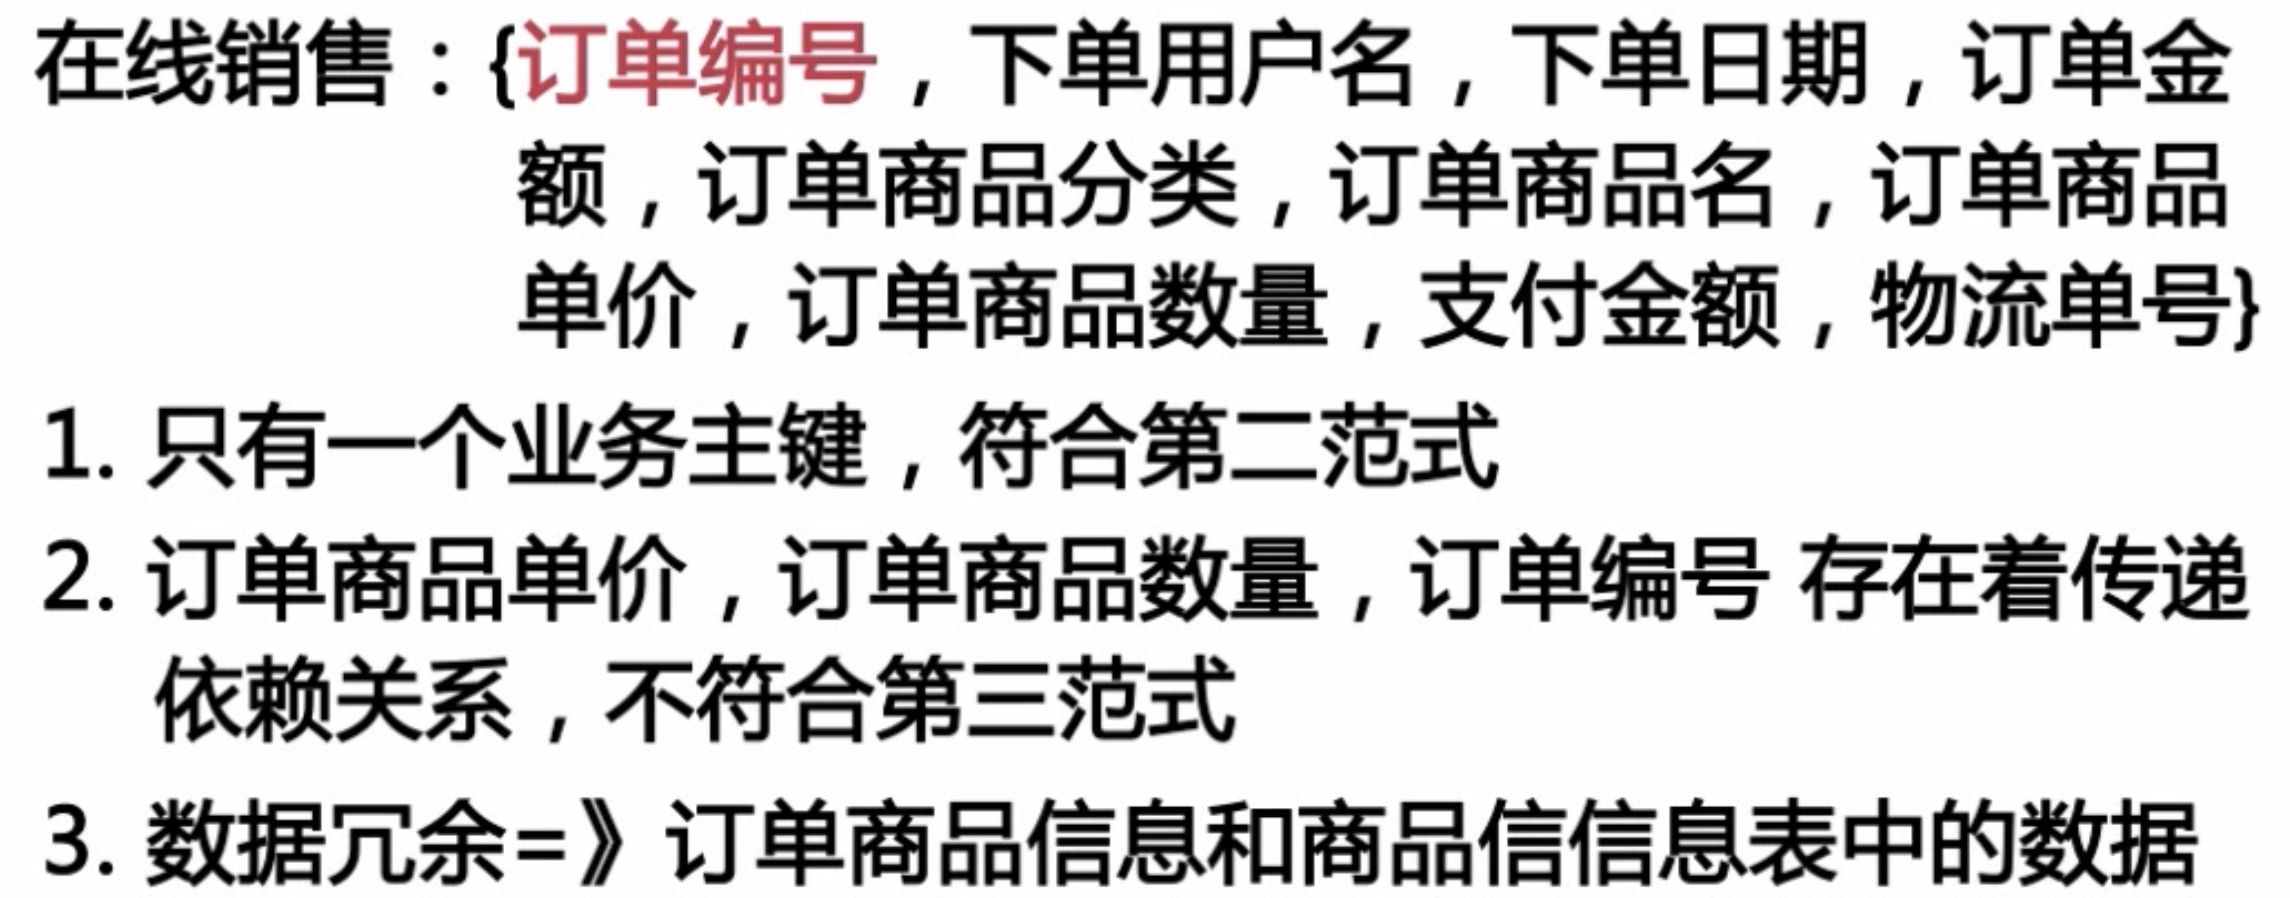 在线销售：{订单编号，下单用户名，下单日期，订单金
额，订单商品分类，订单商品名，订单商品
单价，订单商品数量，支付金额，物流单号}
1. 只有一个业务主键，符合第二范式
2. 订单商品单价，订单商品数量，订单编号 存在着传递
依赖关系，不符合第三范式
3. 数据冗余=》订单商品信息和商品信信息表中的数据